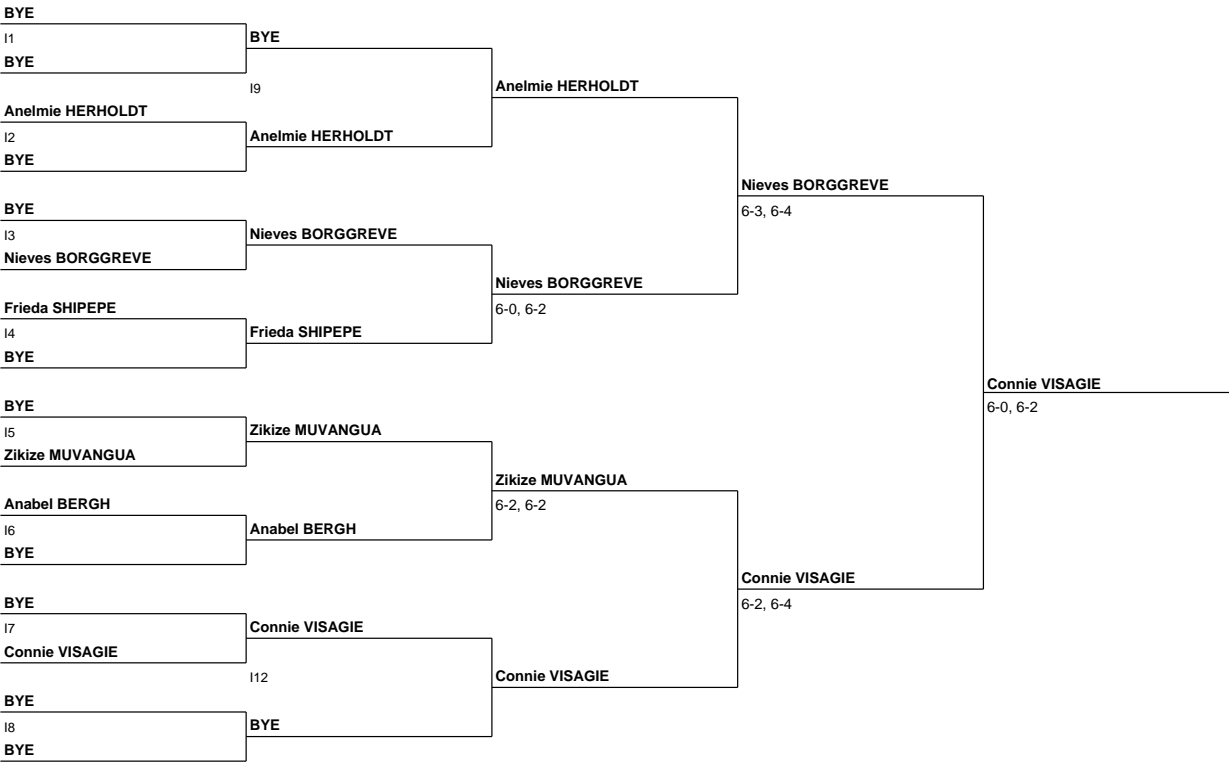 BYE
I1
BYE
BYE
I9
Anelmie HERHOLDT
Anelmie HERHOLDT
I2
Anelmie HERHOLDT
BYE
Nieves BORGGREVE
6-3, 6-4
BYE
I3
Nieves BORGGREVE
Nieves BORGGREVE
Nieves BORGGREVE
6-0, 6-2
Frieda SHIPEPE
I4
Frieda SHIPEPE
BYE
Connie VISAGIE
6-0, 6-2
BYE
I5
Zikize MUVANGUA
Zikize MUVANGUA
Zikize MUVANGUA
6-2, 6-2
Anabel BERGH
I6
Anabel BERGH
BYE
Connie VISAGIE
6-2, 6-4
BYE
I7
Connie VISAGIE
Connie VISAGIE
I12
Connie VISAGIE
BYE
I8
BYE
BYE